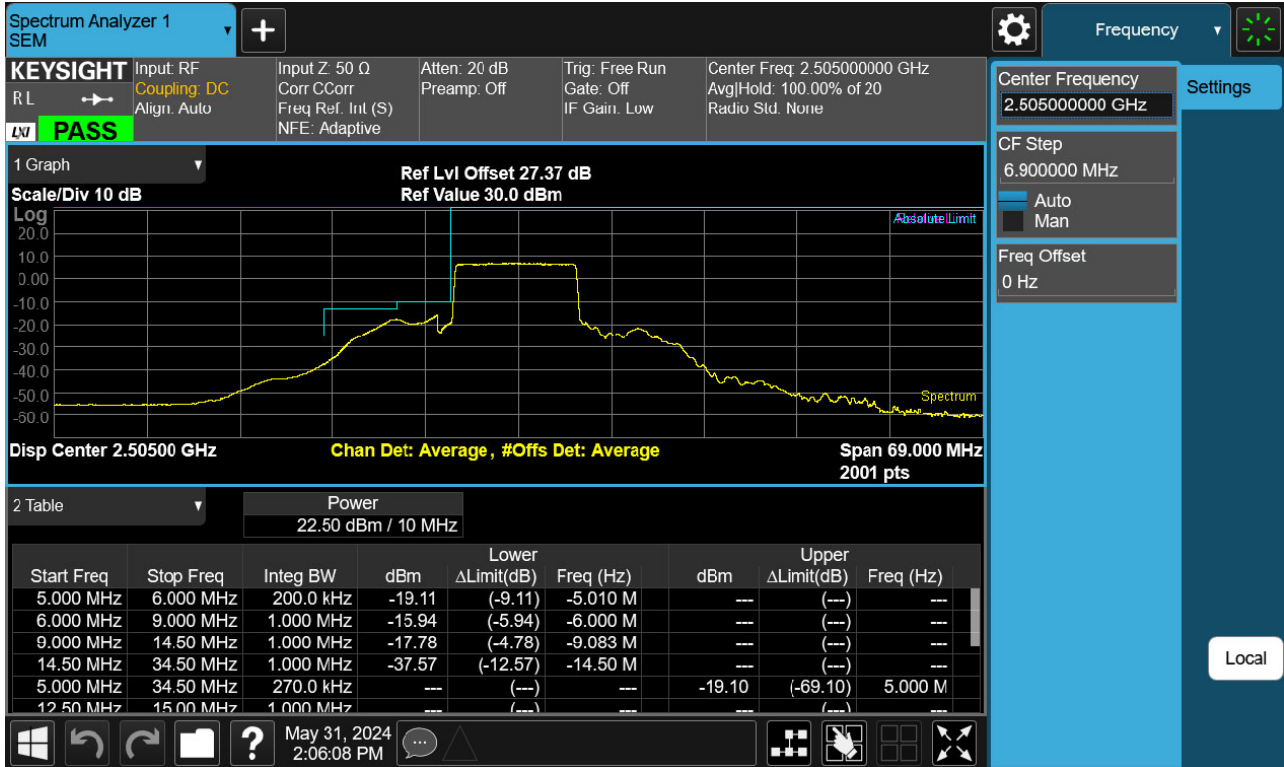 Spectrum Analyzer 1
SEM
+
Frequency
KEYSIGHT
R L
LXI
PASS
Input: RF
Coupling: DC
Align: Auto
Input Z: 50 Ω
Corr CCorr
Freq Ref: Int (S)
NFE: Adaptive
Atten: 20 dB
Preamp: Off
Trig: Free Run
Gate: Off
IF Gain: Low
Center Freq: 2.505000000 GHz
Avg|Hold: 100.00% of 20
Radio Std: None
Center Frequency
2.505000000 GHz
Settings
CF Step
6.900000 MHz
Auto
Man
Freq Offset
0 Hz
Local
1 Graph
Scale/Div 10 dB
Ref Lvl Offset 27.37 dB
Ref Value 30.0 dBm
Log
20.0
10.0
0.00
-10.0
-20.0
-30.0
-40.0
-50.0
-60.0
Absolute Limit
Spectrum
Disp Center 2.50500 GHz
Chan Det: Average, #Offs Det: Average
Span 69.000 MHz
2001 pts
2 Table
Power
22.50 dBm / 10 MHz
Lower Upper
Start Freq Stop Freq Integ BW dBm ΔLimit(dB) Freq (Hz) dBm ΔLimit(dB) Freq (Hz)
5.000 MHz 6.000 MHz 200.0 kHz -19.11 (-9.11) -5.010 M --- (---) ---
6.000 MHz 9.000 MHz 1.000 MHz -15.94 (-5.94) -6.000 M --- (---) ---
9.000 MHz 14.50 MHz 1.000 MHz -17.78 (-4.78) -9.083 M --- (---) ---
14.50 MHz 34.50 MHz 1.000 MHz -37.57 (-12.57) -14.50 M --- (---) ---
5.000 MHz 34.50 MHz 270.0 kHz --- (---) --- -19.10 (-69.10) 5.000 M
12.50 MHz 15.00 MHz 1.000 MHz --- (---) --- --- (---) ---
?
May 31, 2024
2:06:08 PM